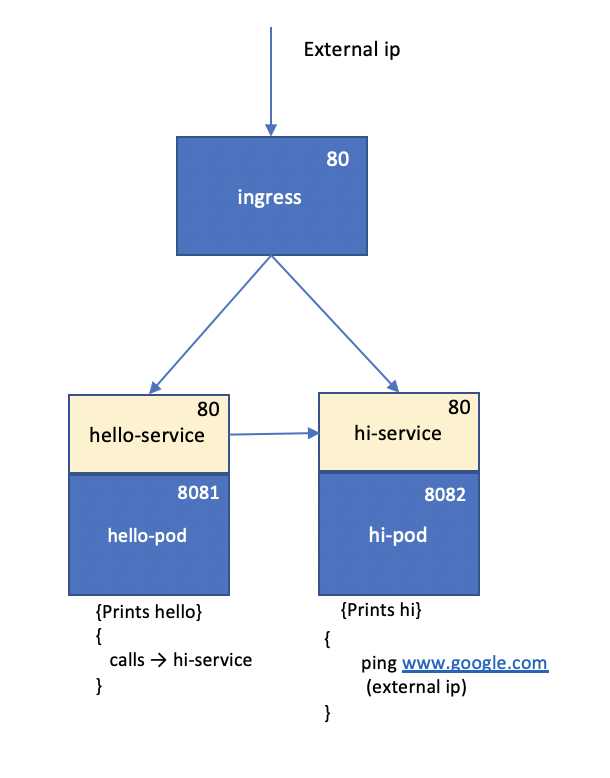 External ip
80
ingress
80
hello-service
80
hi-service
8081
hello-pod
8082
hi-pod
{Prints hello}
{
calls → hi-service
}
{Prints hi}
{
ping www.google.com
(external ip)
}